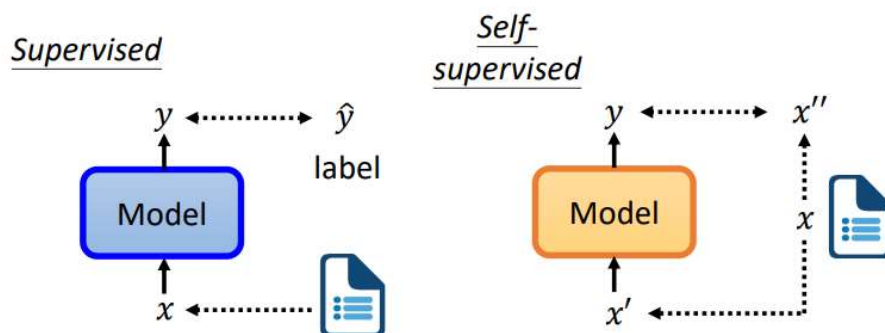 Supervised
y
ŷ
label
Model
x
Self-
supervised
y
x′′
Model
x
x′